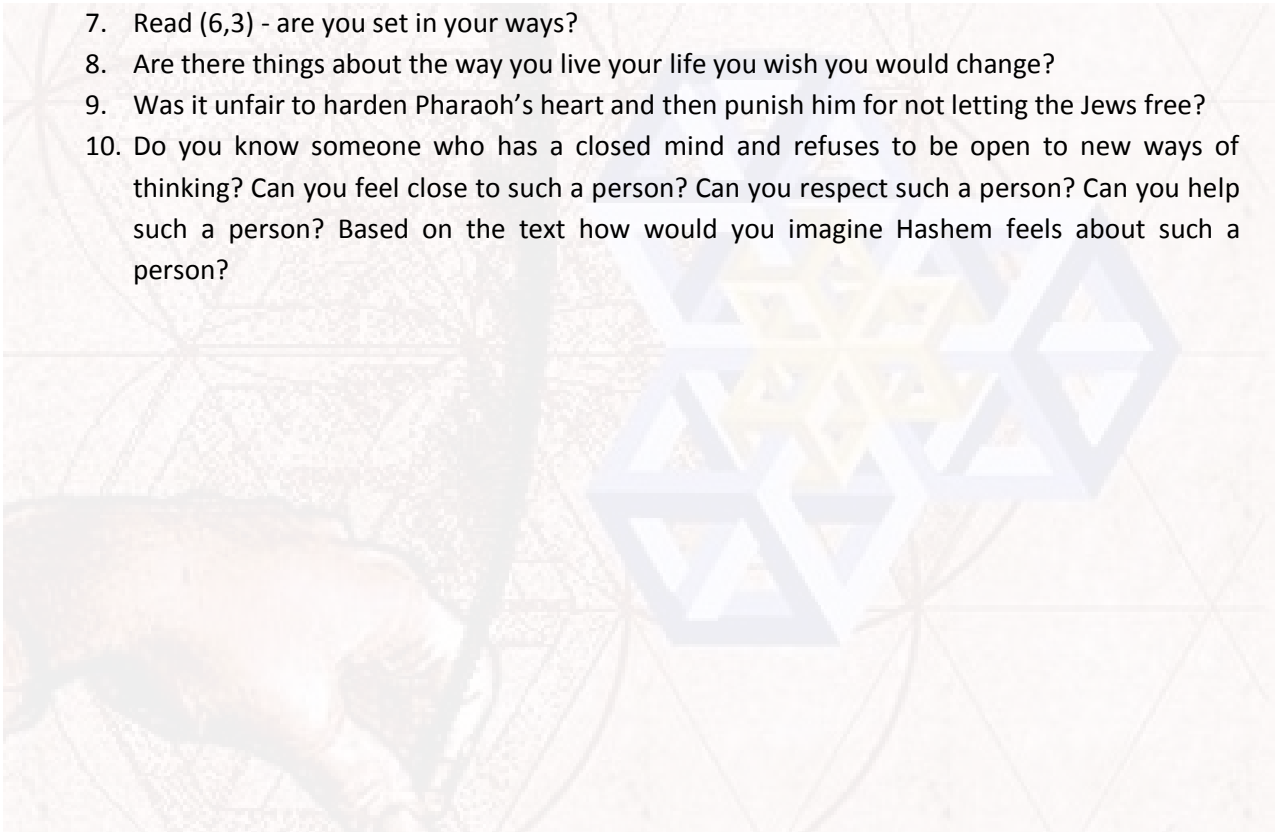 7. Read (6,3) - are you set in your ways?
8. Are there things about the way you live your life you wish you would change?
9. Was it unfair to harden Pharaoh’s heart and then punish him for not letting the Jews free?
10. Do you know someone who has a closed mind and refuses to be open to new ways of
thinking? Can you feel close to such a person? Can you respect such a person? Can you help
such a person? Based on the text how would you imagine Hashem feels about such a
person?